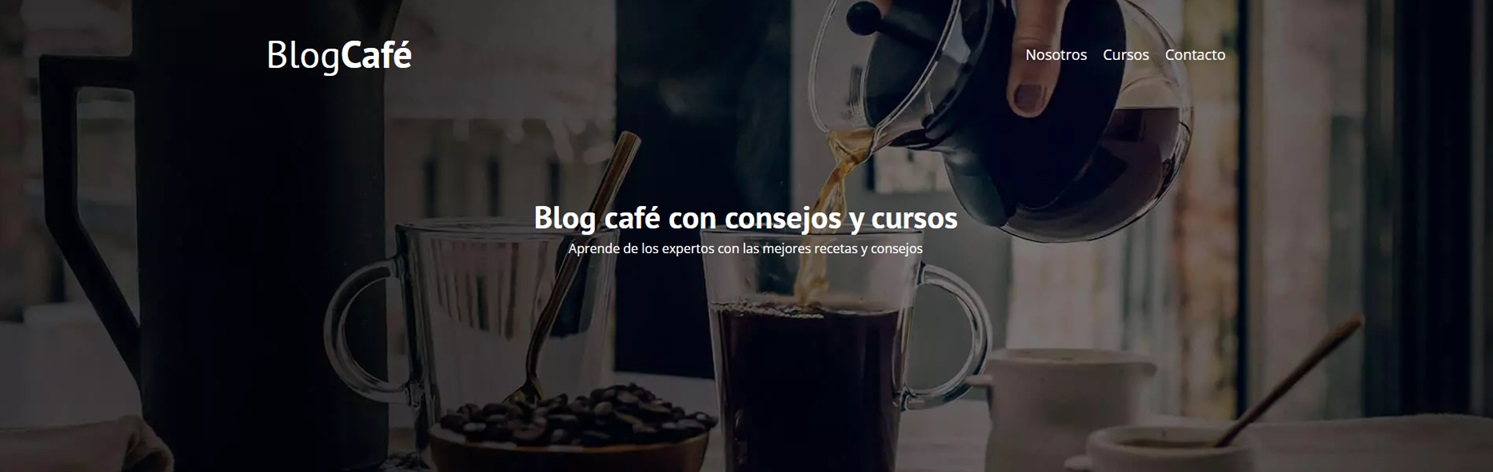 BlogCafé
Nosotros Cursos Contacto
Blog café con consejos y cursos
Aprende de los expertos con las mejores recetas y consejos